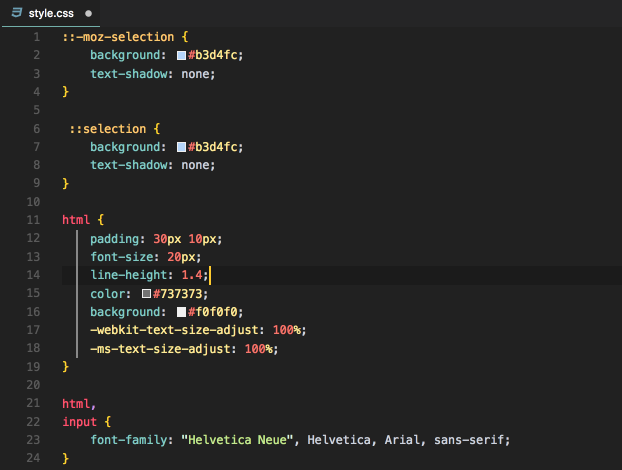 style.css
1 ::-moz-selection {
2     background: #b3d4fc;
3     text-shadow: none;
4 }
5
6  ::selection {
7     background: #b3d4fc;
8     text-shadow: none;
9 }
10
11 html {
12     padding: 30px 10px;
13     font-size: 20px;
14     line-height: 1.4;
15     color: #737373;
16     background: #f0f0f0;
17     -webkit-text-size-adjust: 100%;
18     -ms-text-size-adjust: 100%;
19 }
20
21 html,
22 input {
23     font-family: "Helvetica Neue", Helvetica, Arial, sans-serif;
24 }